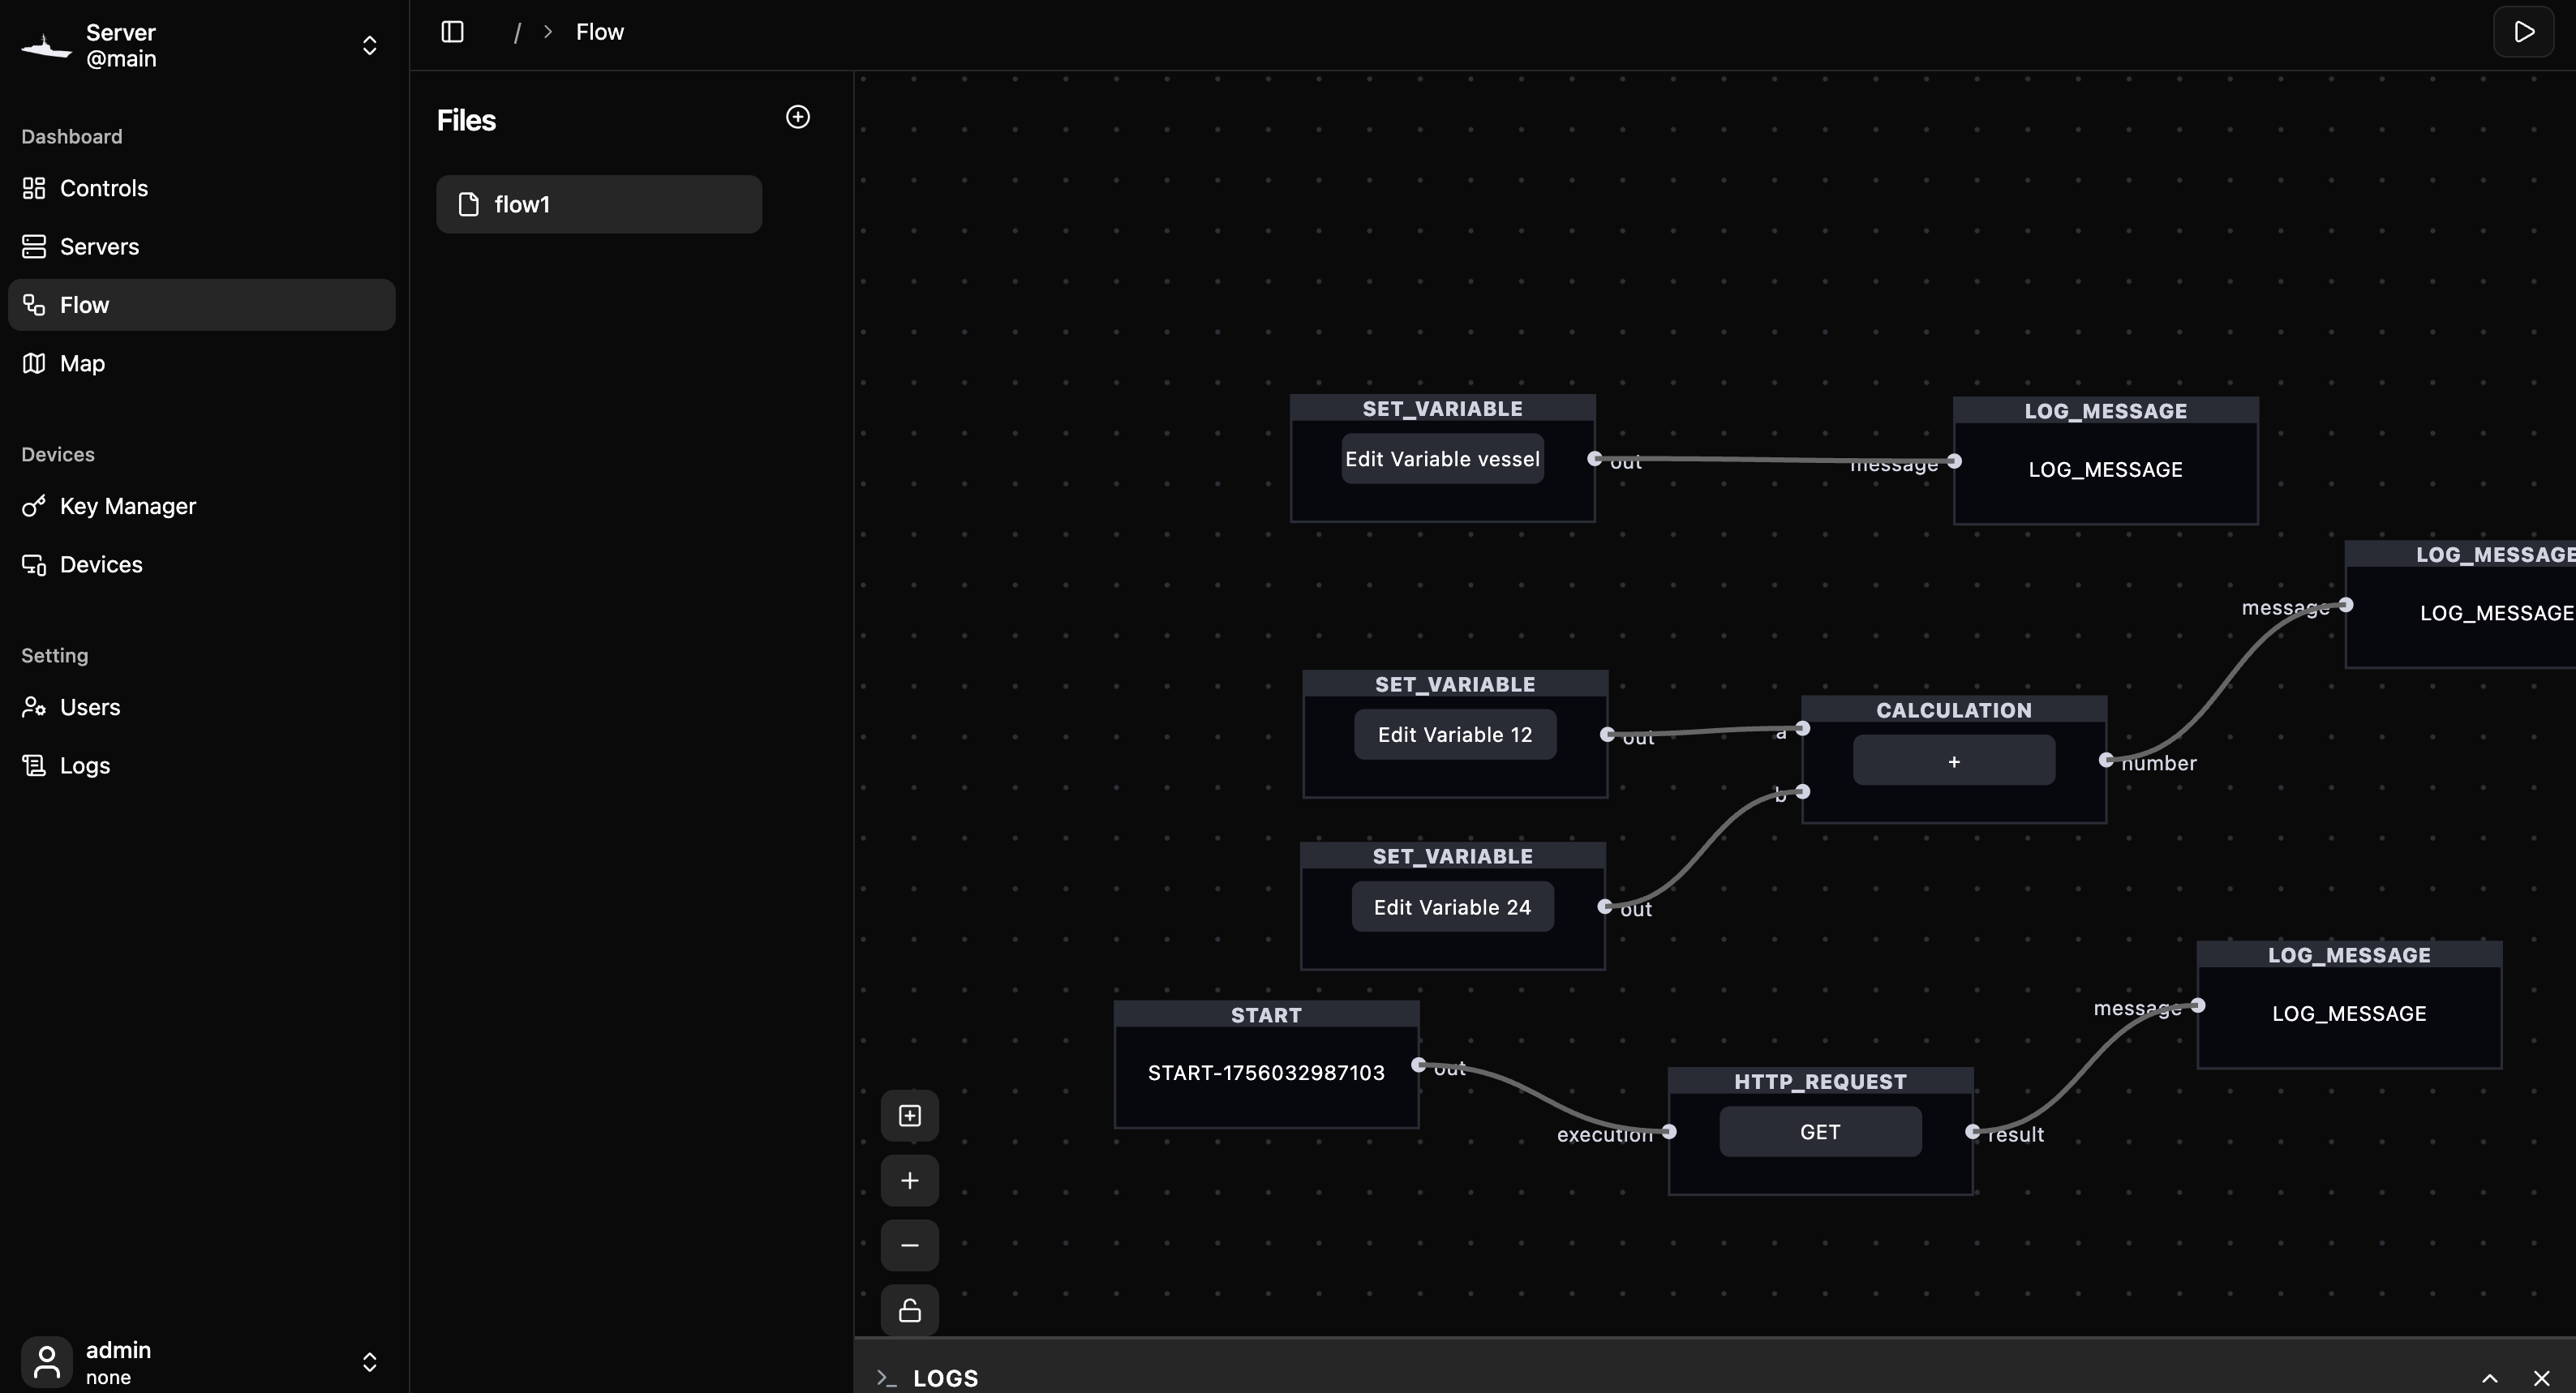 Server
@main
Dashboard
Controls
Servers
Flow
Map
Devices
Key Manager
Devices
Setting
Users
Logs
admin
none
/ > Flow
Files
flow1
SET_VARIABLE
Edit Variable vessel
out
message
LOG_MESSAGE
LOG_MESSAGE
message
LOG_MESSAGE
LOG_MESSAGE
SET_VARIABLE
Edit Variable 12
out
a
b
CALCULATION
+
number
SET_VARIABLE
Edit Variable 24
out
START
START-1756032987103
out
execution
HTTP_REQUEST
GET
result
message
LOG_MESSAGE
LOG_MESSAGE
LOGS